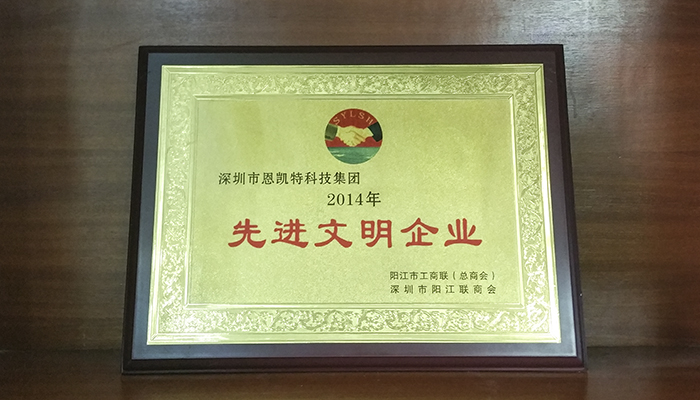 SYLSH
深圳市恩凯特科技集团
2014年
先进文明企业
阳江市工商联(总商会)
深圳市阳江联商会